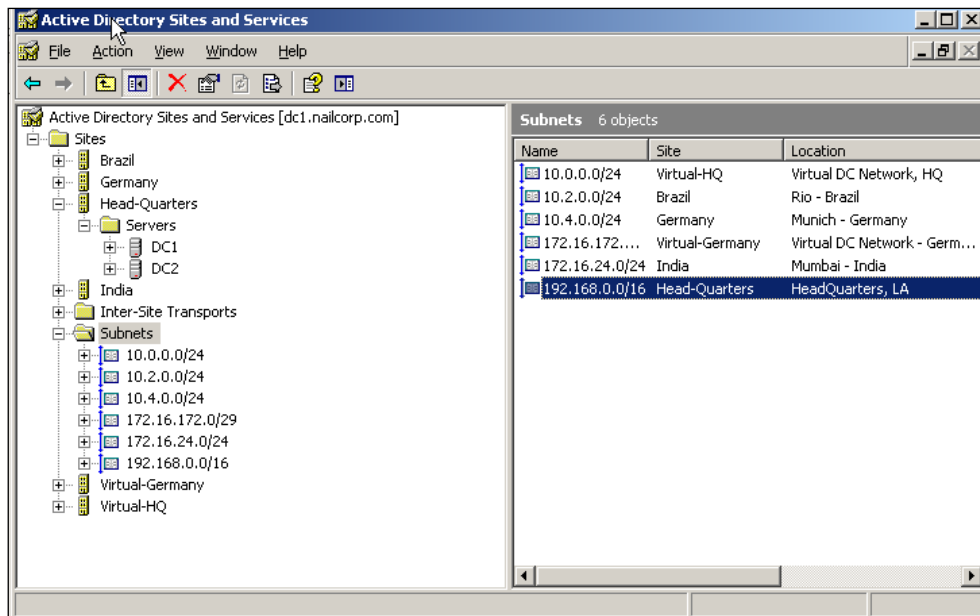 Active Directory Sites and Services
File Action View Window Help
Active Directory Sites and Services [dc1.nailcorp.com]
Sites
Brazil
Germany
Head-Quarters
Servers
DC1
DC2
India
Inter-Site Transports
Subnets
10.0.0.0/24
10.2.0.0/24
10.4.0.0/24
172.16.172.0/29
172.16.24.0/24
192.168.0.0/16
Virtual-Germany
Virtual-HQ
Subnets 6 objects
Name Site Location
10.0.0.0/24 Virtual-HQ Virtual DC Network, HQ
10.2.0.0/24 Brazil Rio - Brazil
10.4.0.0/24 Germany Munich - Germany
172.16.172.... Virtual-Germany Virtual DC Network - Germ...
172.16.24.0/24 India Mumbai - India
192.168.0.0/16 Head-Quarters HeadQuarters, LA